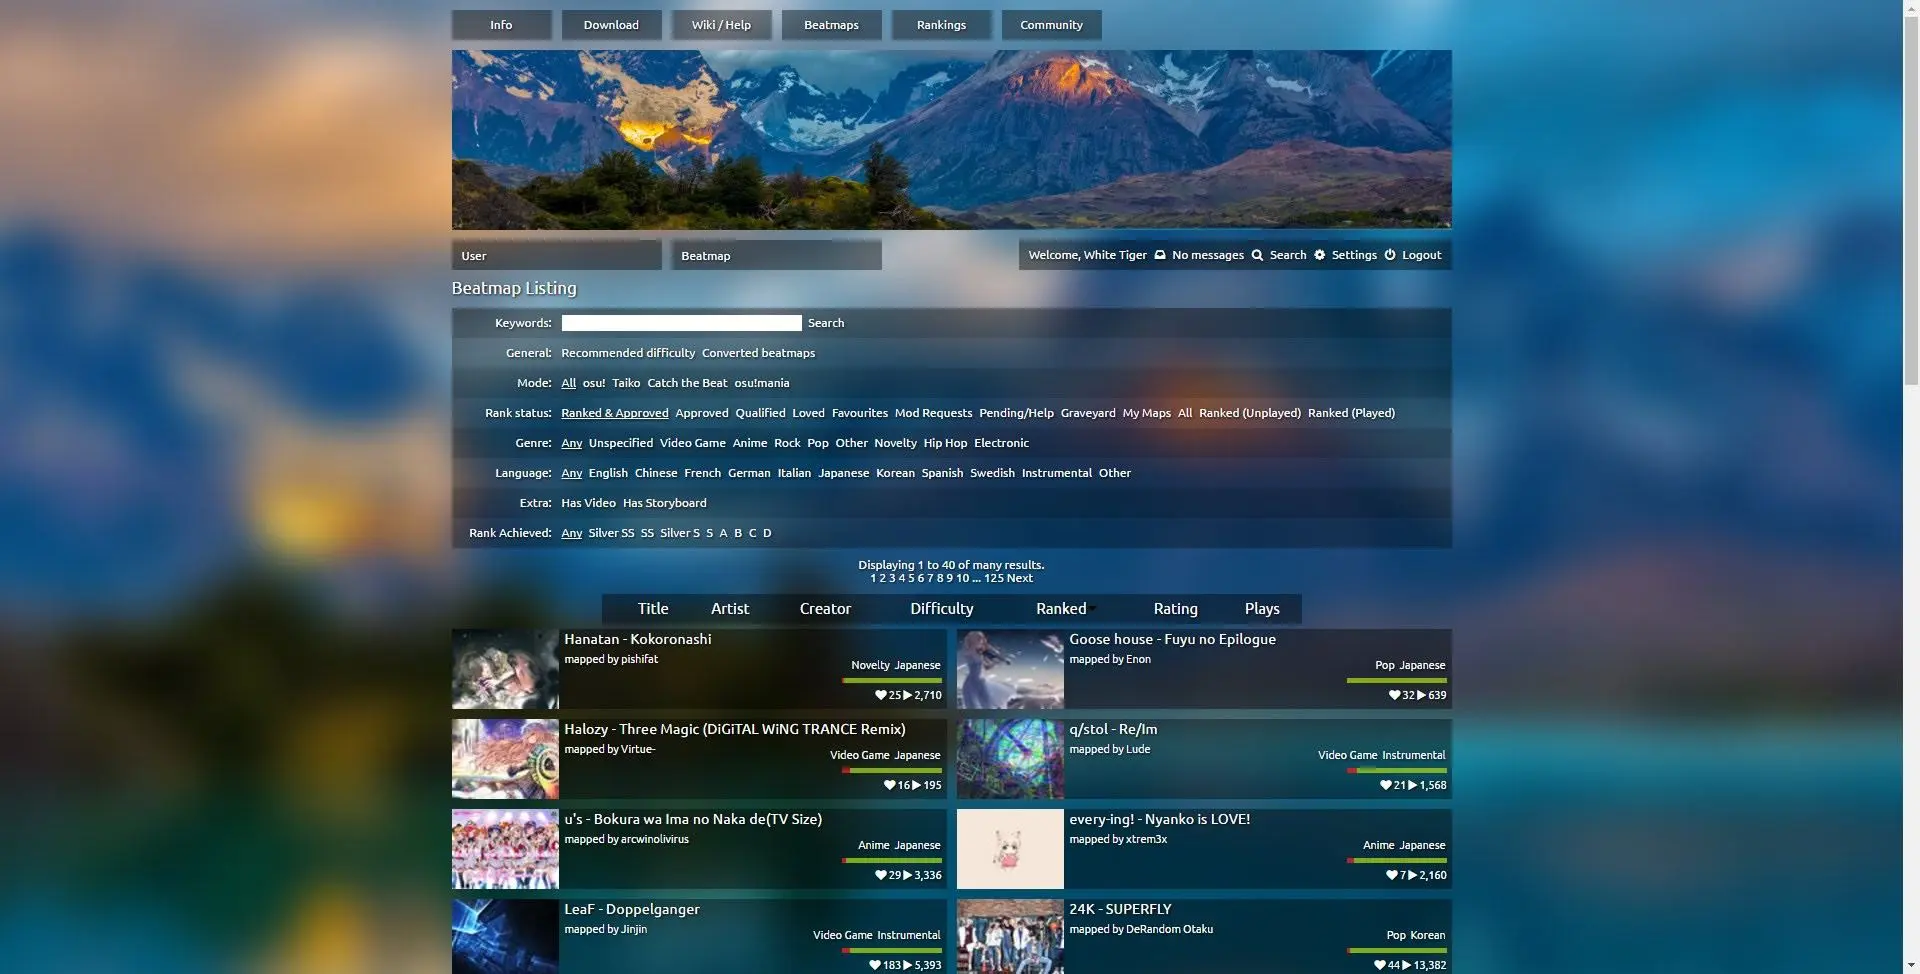 Info Download Wiki / Help Beatmaps Rankings Community
User Beatmap Welcome, White Tiger No messages Search Settings Logout
Beatmap Listing
Keywords: Search
General: Recommended difficulty Converted beatmaps
Mode: All osu! Taiko Catch the Beat osu!mania
Rank status: Ranked & Approved Approved Qualified Loved Favourites Mod Requests Pending/Help Graveyard My Maps All Ranked (Unplayed) Ranked (Played)
Genre: Any Unspecified Video Game Anime Rock Pop Other Novelty Hip Hop Electronic
Language: Any English Chinese French German Italian Japanese Korean Spanish Swedish Instrumental Other
Extra: Has Video Has Storyboard
Rank Achieved: Any Silver SS SS Silver S S A B C D
Displaying 1 to 40 of many results.
1 2 3 4 5 6 7 8 9 10 ... 125 Next
Title Artist Creator Difficulty Ranked Rating Plays
Hanatan - Kokoronashi
mapped by pishifat
Novelty Japanese
25 2,710
Goose house - Fuyu no Epilogue
mapped by Enon
Pop Japanese
32 639
Halozy - Three Magic (DiGiTAL WiNG TRANCE Remix)
mapped by Virtue-
Video Game Japanese
16 195
q/stol - Re/Im
mapped by Lude
Video Game Instrumental
21 1,568
u's - Bokura wa Ima no Naka de(TV Size)
mapped by arcwinolivirus
Anime Japanese
29 3,336
every-ing! - Nyanko is LOVE!
mapped by xtrem3x
Anime Japanese
7 2,160
LeaF - Doppelganger
mapped by Jinjin
Video Game Instrumental
183 5,393
24K - SUPERFLY
mapped by DeRandom Otaku
Pop Korean
44 13,382